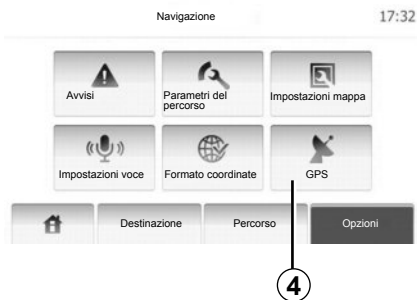 Navigazione 17:32
Avvisi
Parametri del
percorso
Impostazioni mappa
Impostazioni voce
Formato coordinate
GPS
Destinazione
Percorso
Opzioni
4